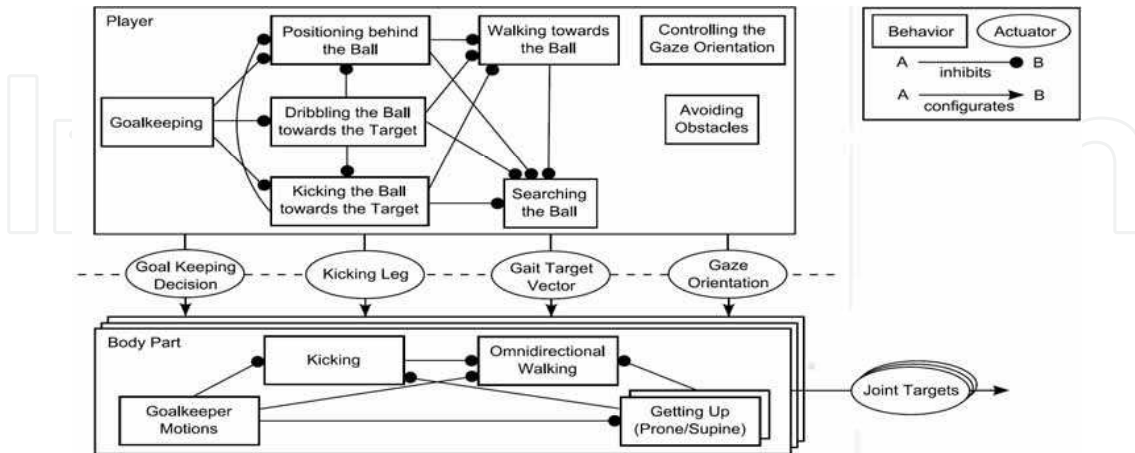 Player
Positioning behind
the Ball
Walking towards
the Ball
Controlling the
Gaze Orientation
Goalkeeping
Dribbling the Ball
towards the Target
Avoiding
Obstacles
Kicking the Ball
towards the Target
Searching
the Ball
Behavior
Actuator
A
inhibits
B
A
configurates
B
Goal Keeping
Decision
Kicking Leg
Gait Target
Vector
Gaze
Orientation
Body Part
Kicking
Omnidirectional
Walking
Goalkeeper
Motions
Getting Up
(Prone/Supine)
Joint Targets